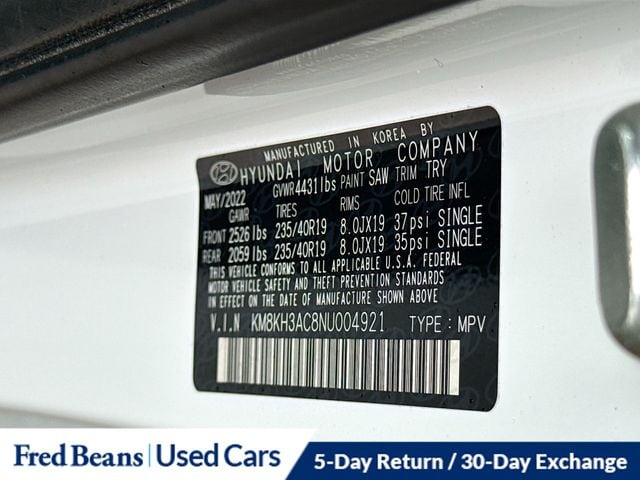 MANUFACTURED IN KOREA BY
HYUNDAI MOTOR COMPANY
MAY/2022 GVWR 4431lbs PAINT SAW TRIM TRY
GAWR TIRES RIMS COLD TIRE INFL
FRONT 2526 lbs 235/40R19 8.0JX19 37psi SINGLE
REAR 2059 lbs 235/40R19 8.0JX19 35psi SINGLE
THIS VEHICLE CONFORMS TO ALL APPLICABLE U.S.A. FEDERAL
MOTOR VEHICLE SAFETY AND THEFT PREVENTION STANDARDS
IN EFFECT ON THE DATE OF MANUFACTURE SHOWN ABOVE
V.I.N KM8KH3AC8NU004921 TYPE : MPV
Fred Beans Used Cars
5-Day Return / 30-Day Exchange